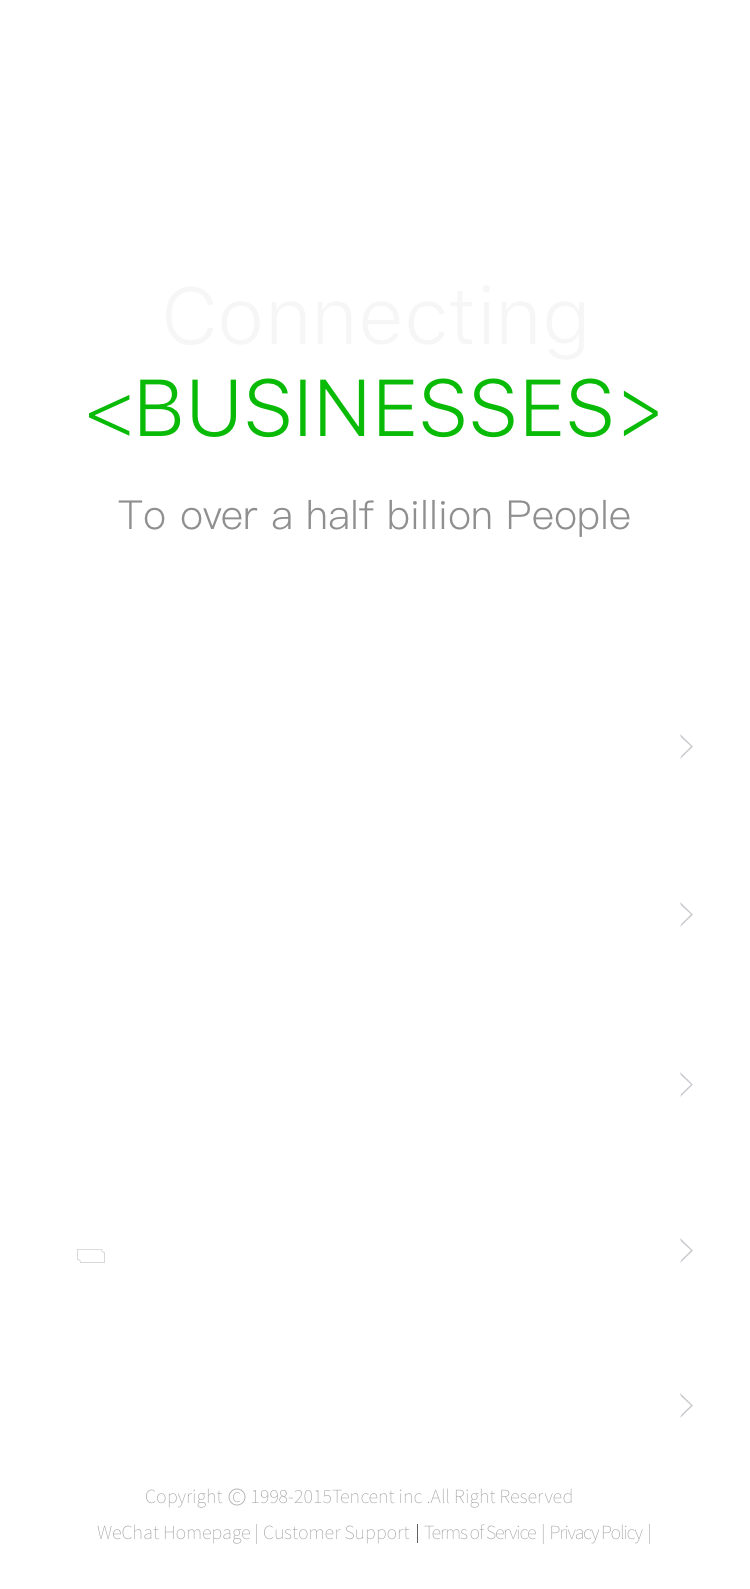 Connecting
<BUSINESSES>
To over a half billion People
Copyright © 1998-2015Tencent inc .All Right Reserved
WeChat Homepage | Customer Support | Terms of Service | Privacy Policy |